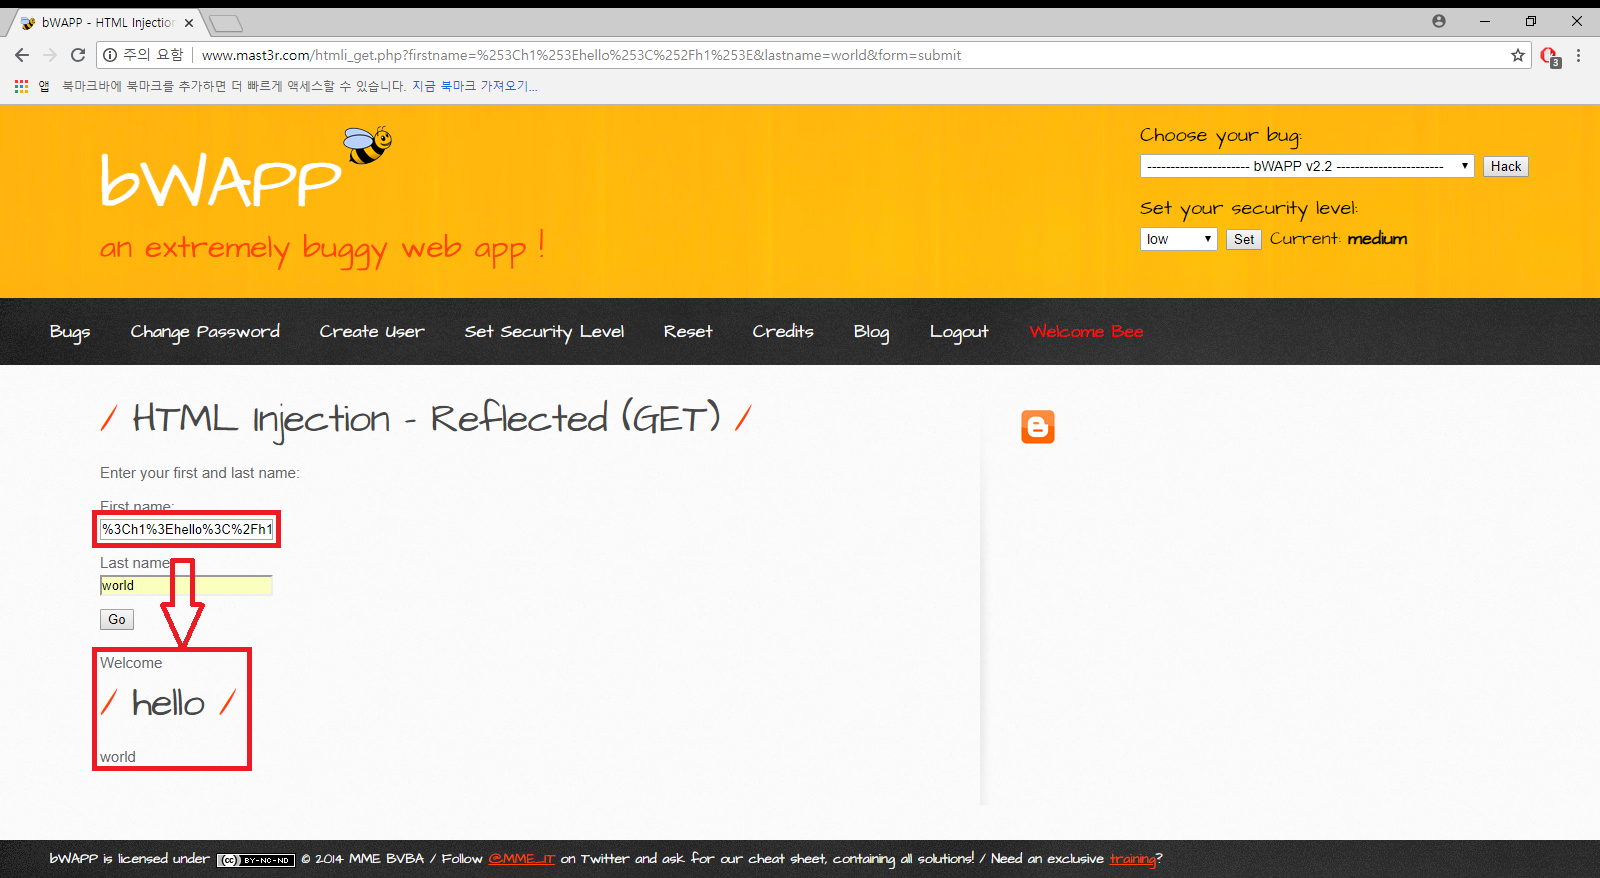 bWAPP - HTML Injection
주의 요함 www.mast3r.com/htmli_get.php?firstname=%253Ch1%253Ehello%253C%252Fh1%253E&lastname=world&form=submit
3
앱 북마크바에 북마크를 추가하면 더 빠르게 액세스할 수 있습니다. 지금 북마크 가져오기...
bWAPP
an extremely buggy web app !
Choose your bug:
---------------------- bWAPP v2.2 ----------------------- Hack
Set your security level:
low Set Current: medium
Bugs Change Password Create User Set Security Level Reset Credits Blog Logout Welcome Bee
/ HTML Injection - Reflected (GET) /
Enter your first and last name:
First name:
%3Ch1%3Ehello%3C%2Fh1
Last name
world
Go
Welcome
/ hello /
world
bWAPP is licensed under (cc) BY-NC-ND © 2014 MME BVBA / Follow @MME_IT on Twitter and ask for our cheat sheet, containing all solutions! / Need an exclusive training?